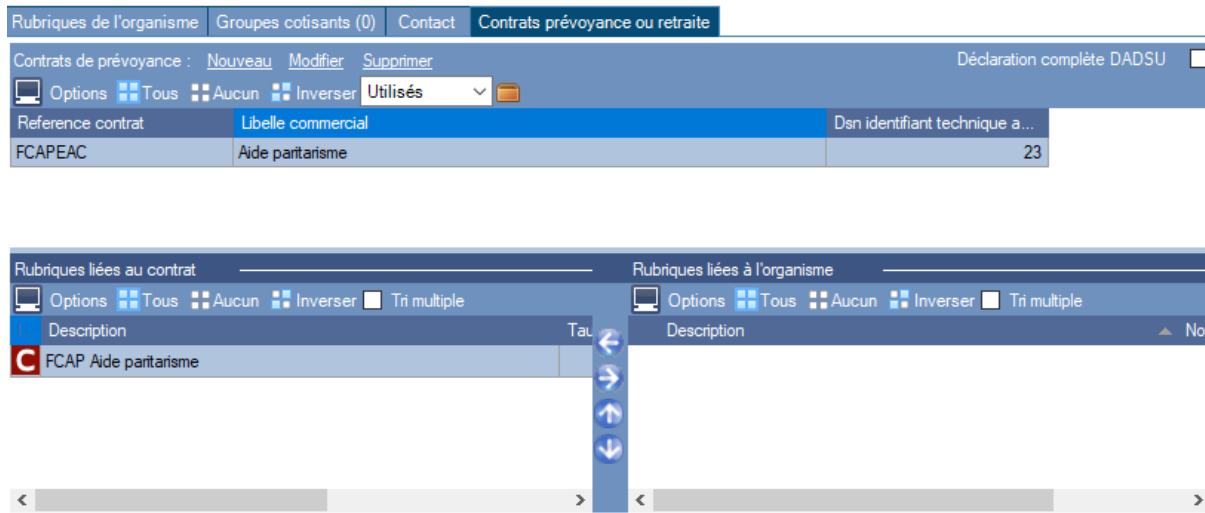 Rubriques de l'organisme Groupes cotisants (0) Contact Contrats prévoyance ou retraite
Contrats de prévoyance : Nouveau Modifier Supprimer Déclaration complète DADSU
Options Tous Aucun Inverser Utilisés
Reference contrat Libelle commercial Dsn identifiant technique a...
FCAPEAC Aide paritarisme 23
Rubriques liées au contrat Rubriques liées à l'organisme
Options Tous Aucun Inverser Tri multiple Options Tous Aucun Inverser Tri multiple
Description Tau Description No
C FCAP Aide paritarisme